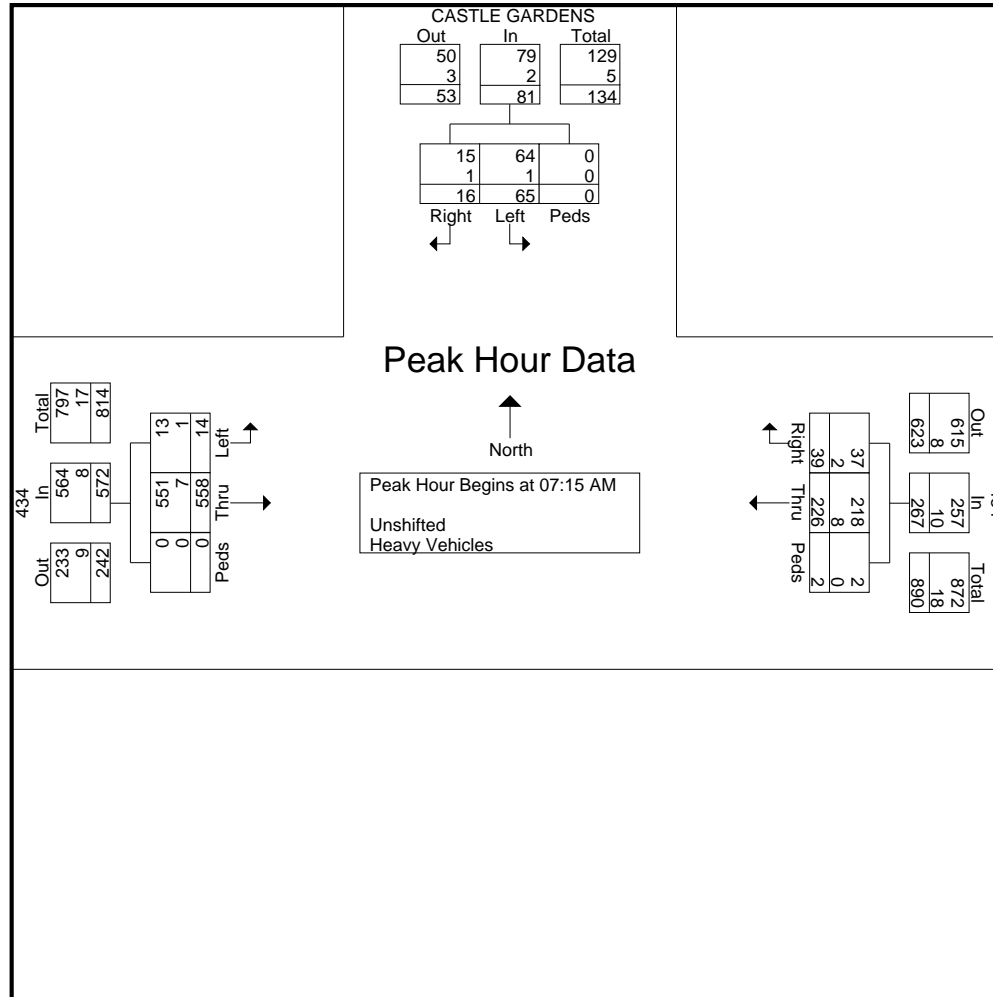 CASTLE GARDENS
Out In Total
50 79 129
3 2 5
53 81 134
15 64 0
1 1 0
16 65 0
Right Left Peds
Peak Hour Data
North
Peak Hour Begins at 07:15 AM
Unshifted
Heavy Vehicles
434
Out In Total
233 564 797
9 8 17
242 572 814
Peds Thru Left
0 551 13
0 7 1
0 558 14
Out In Total
615 257 872
8 10 18
623 267 890
Right Thru Peds
37 218 2
2 8 0
39 226 2